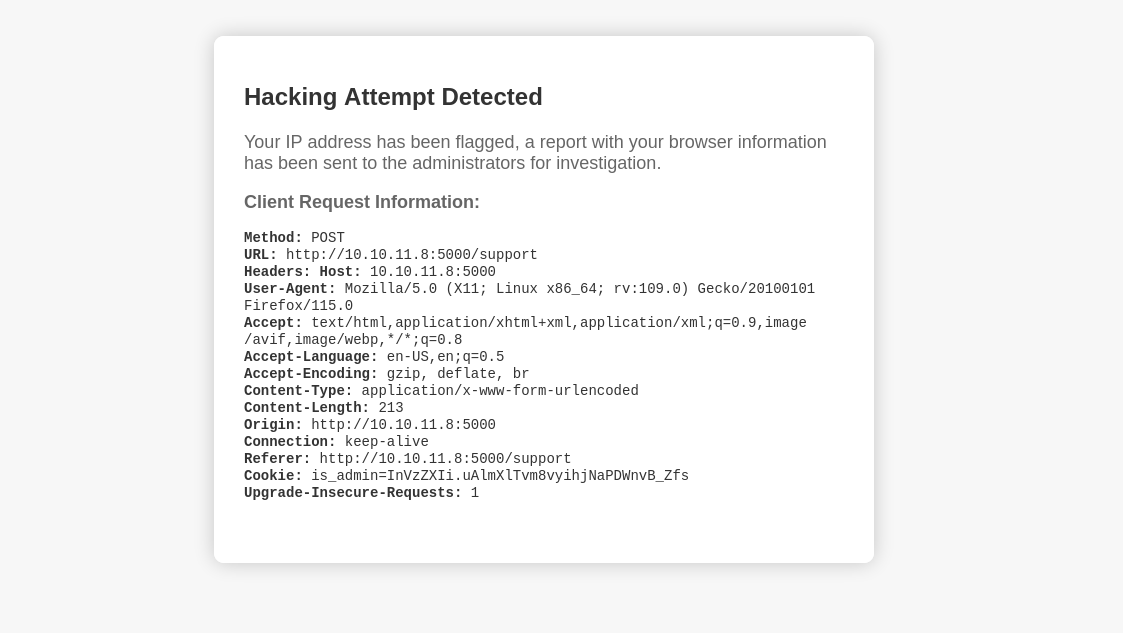 Hacking Attempt Detected
Your IP address has been flagged, a report with your browser information
has been sent to the administrators for investigation.
Client Request Information:
Method: POST
URL: http://10.10.11.8:5000/support
Headers: Host: 10.10.11.8:5000
User-Agent: Mozilla/5.0 (X11; Linux x86_64; rv:109.0) Gecko/20100101
Firefox/115.0
Accept: text/html,application/xhtml+xml,application/xml;q=0.9,image
/avif,image/webp,*/*;q=0.8
Accept-Language: en-US,en;q=0.5
Accept-Encoding: gzip, deflate, br
Content-Type: application/x-www-form-urlencoded
Content-Length: 213
Origin: http://10.10.11.8:5000
Connection: keep-alive
Referer: http://10.10.11.8:5000/support
Cookie: is_admin=InVzZXIi.uAlmXlTvm8vyihjNaPDWnvB_Zfs
Upgrade-Insecure-Requests: 1